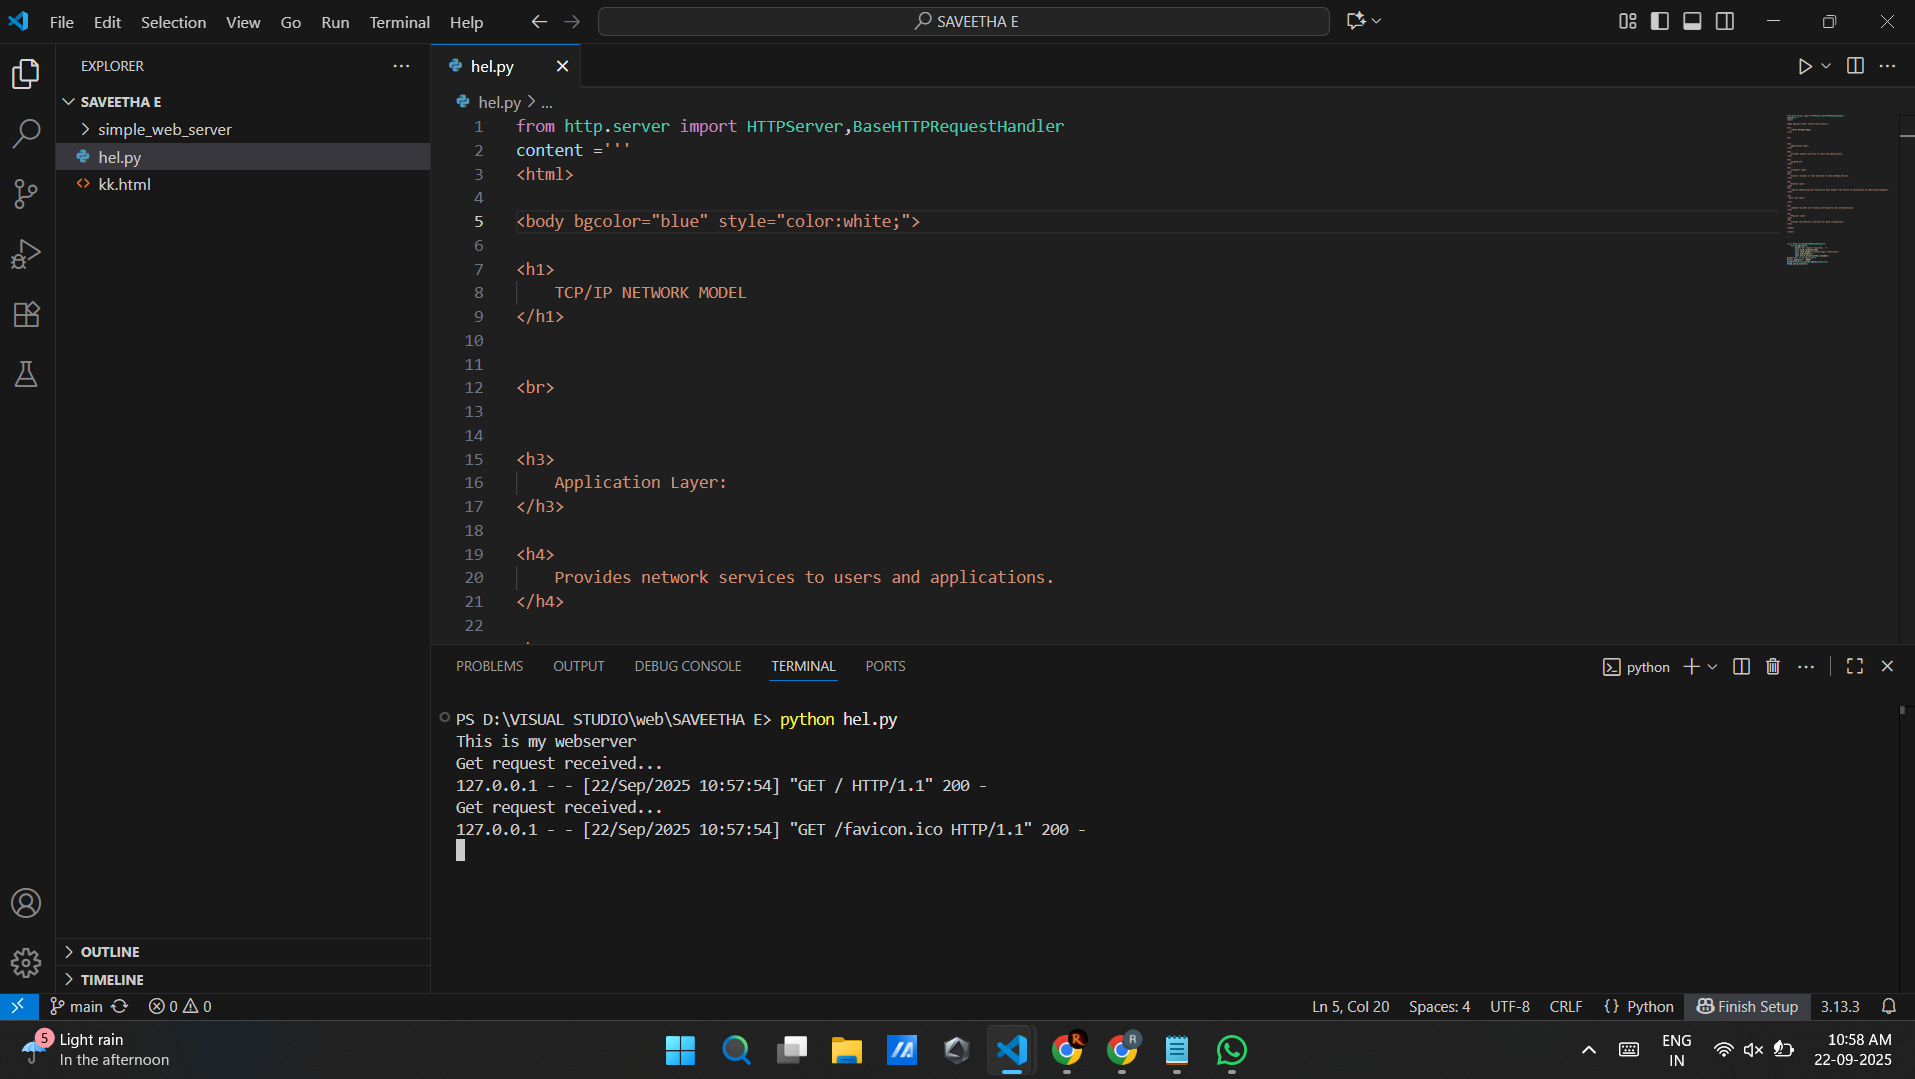 File Edit Selection View Go Run Terminal Help
SAVEETHA E
EXPLORER
SAVEETHA E
simple_web_server
hel.py
kk.html
OUTLINE
TIMELINE
hel.py
hel.py > ...
1 from http.server import HTTPServer,BaseHTTPRequestHandler
2 content ='''
3 <html>
4
5 <body bgcolor="blue" style="color:white;">
6
7 <h1>
8 TCP/IP NETWORK MODEL
9 </h1>
10
11
12 <br>
13
14
15 <h3>
16 Application Layer:
17 </h3>
18
19 <h4>
20 Provides network services to users and applications.
21 </h4>
22
PROBLEMS OUTPUT DEBUG CONSOLE TERMINAL PORTS
python
PS D:\VISUAL STUDIO\web\SAVEETHA E> python hel.py
This is my webserver
Get request received...
127.0.0.1 - - [22/Sep/2025 10:57:54] "GET / HTTP/1.1" 200 -
Get request received...
127.0.0.1 - - [22/Sep/2025 10:57:54] "GET /favicon.ico HTTP/1.1" 200 -
main 0 0 Ln 5, Col 20 Spaces: 4 UTF-8 CRLF {} Python Finish Setup 3.13.3
5 Light rain
In the afternoon
R
R
ENG
IN
10:58 AM
22-09-2025